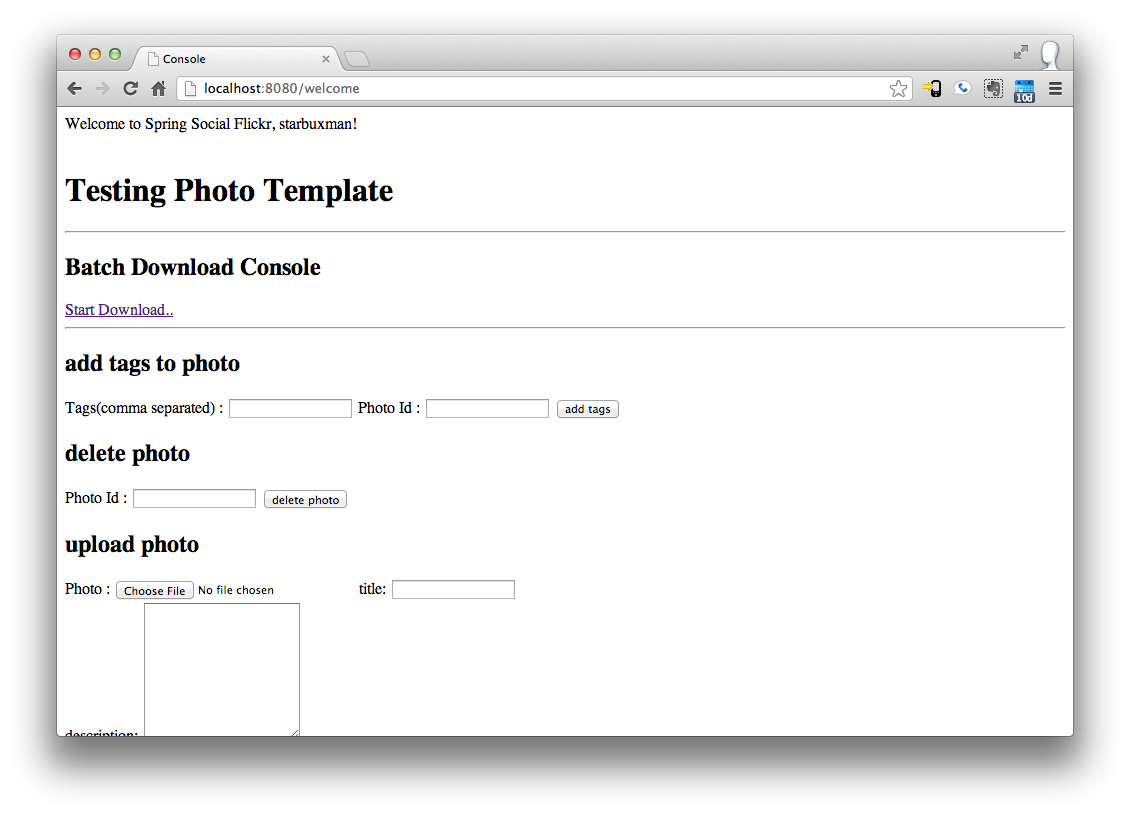 Console
localhost:8080/welcome
10d
Welcome to Spring Social Flickr, starbuxman!
Testing Photo Template
Batch Download Console
Start Download..
add tags to photo
Tags(comma separated) : Photo Id : add tags
delete photo
Photo Id : delete photo
upload photo
Photo : Choose File No file chosen title:
description: